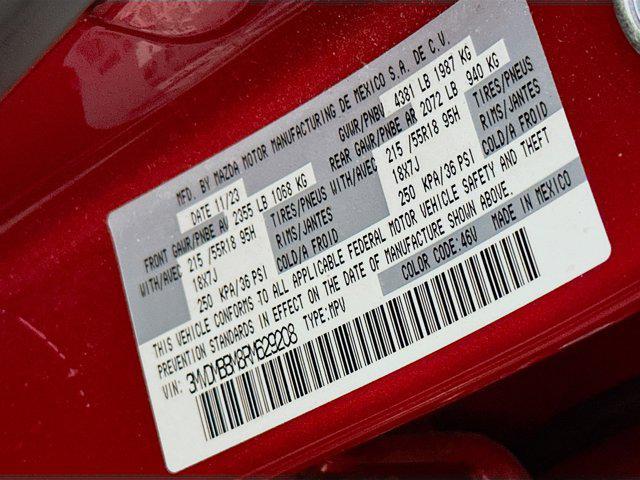 MFD. BY MAZDA MOTOR MANUFACTURING DE MEXICO S.A. DE C.V.
DATE 11/23 GVWR/PNBV 4381 LB 1987 KG
FRONT GAWR/PNBE AV 2355 LB 1068 KG REAR GAWR/PNBE AR 2072 LB 940 KG
WITH/AVEC 215 /55R18 95H TIRES/PNEUS WITH/AVEC 215 /55R18 95H TIRES/PNEUS
18X7J RIMS/JANTES 18X7J RIMS/JANTES
250 KPA/36 PSI COLD/A FROID 250 KPA/36 PSI COLD/A FROID
THIS VEHICLE CONFORMS TO ALL APPLICABLE FEDERAL MOTOR VEHICLE SAFETY AND THEFT
PREVENTION STANDARDS IN EFFECT ON THE DATE OF MANUFACTURE SHOWN ABOVE.
VIN: 3MVDMBBM8RM629208 TYPE:MPV COLOR CODE:46V MADE IN MEXICO